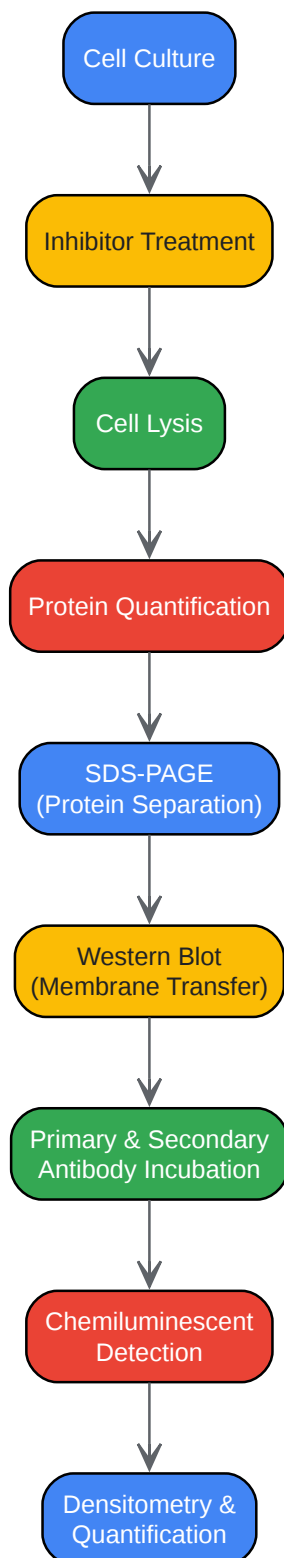 Cell Culture
Inhibitor Treatment
Cell Lysis
Protein Quantification
SDS-PAGE
(Protein Separation)
Western Blot
(Membrane Transfer)
Primary & Secondary
Antibody Incubation
Chemiluminescent
Detection
Densitometry &
Quantification